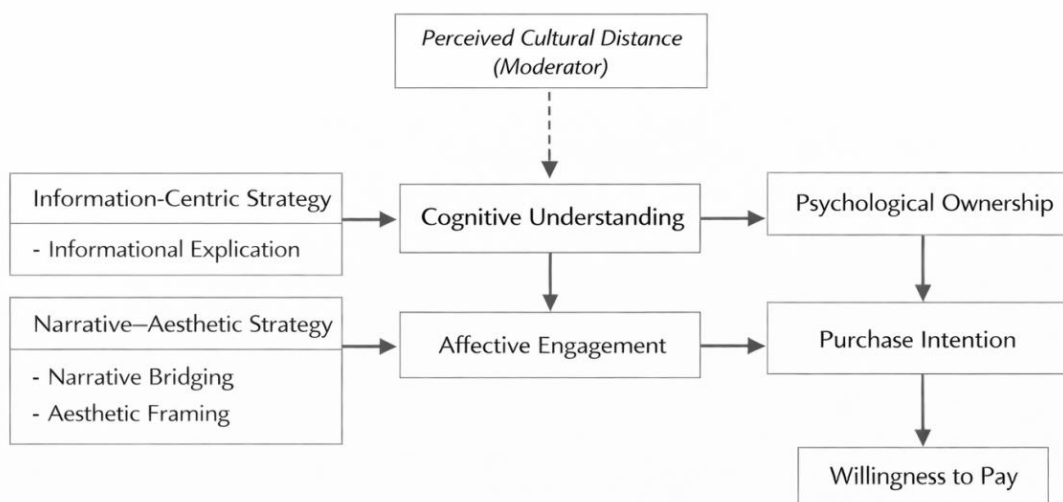 Perceived Cultural Distance
(Moderator)
Information-Centric Strategy
- Informational Explication
Cognitive Understanding
Psychological Ownership
Narrative–Aesthetic Strategy
- Narrative Bridging
- Aesthetic Framing
Affective Engagement
Purchase Intention
Willingness to Pay